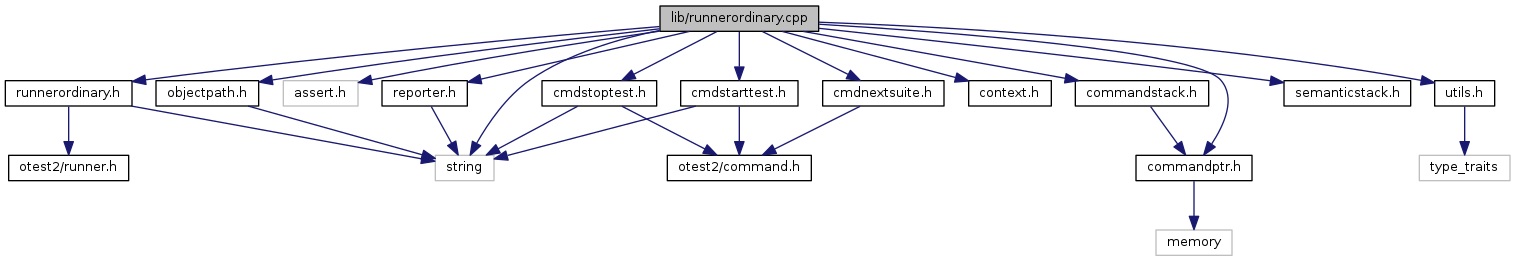 lib/runnerordinary.cpp
runnerordinary.h
objectpath.h
assert.h
reporter.h
cmdstoptest.h
cmdstarttest.h
cmdnextsuite.h
context.h
commandstack.h
semanticstack.h
utils.h
otest2/runner.h
string
otest2/command.h
commandptr.h
type_traits
memory